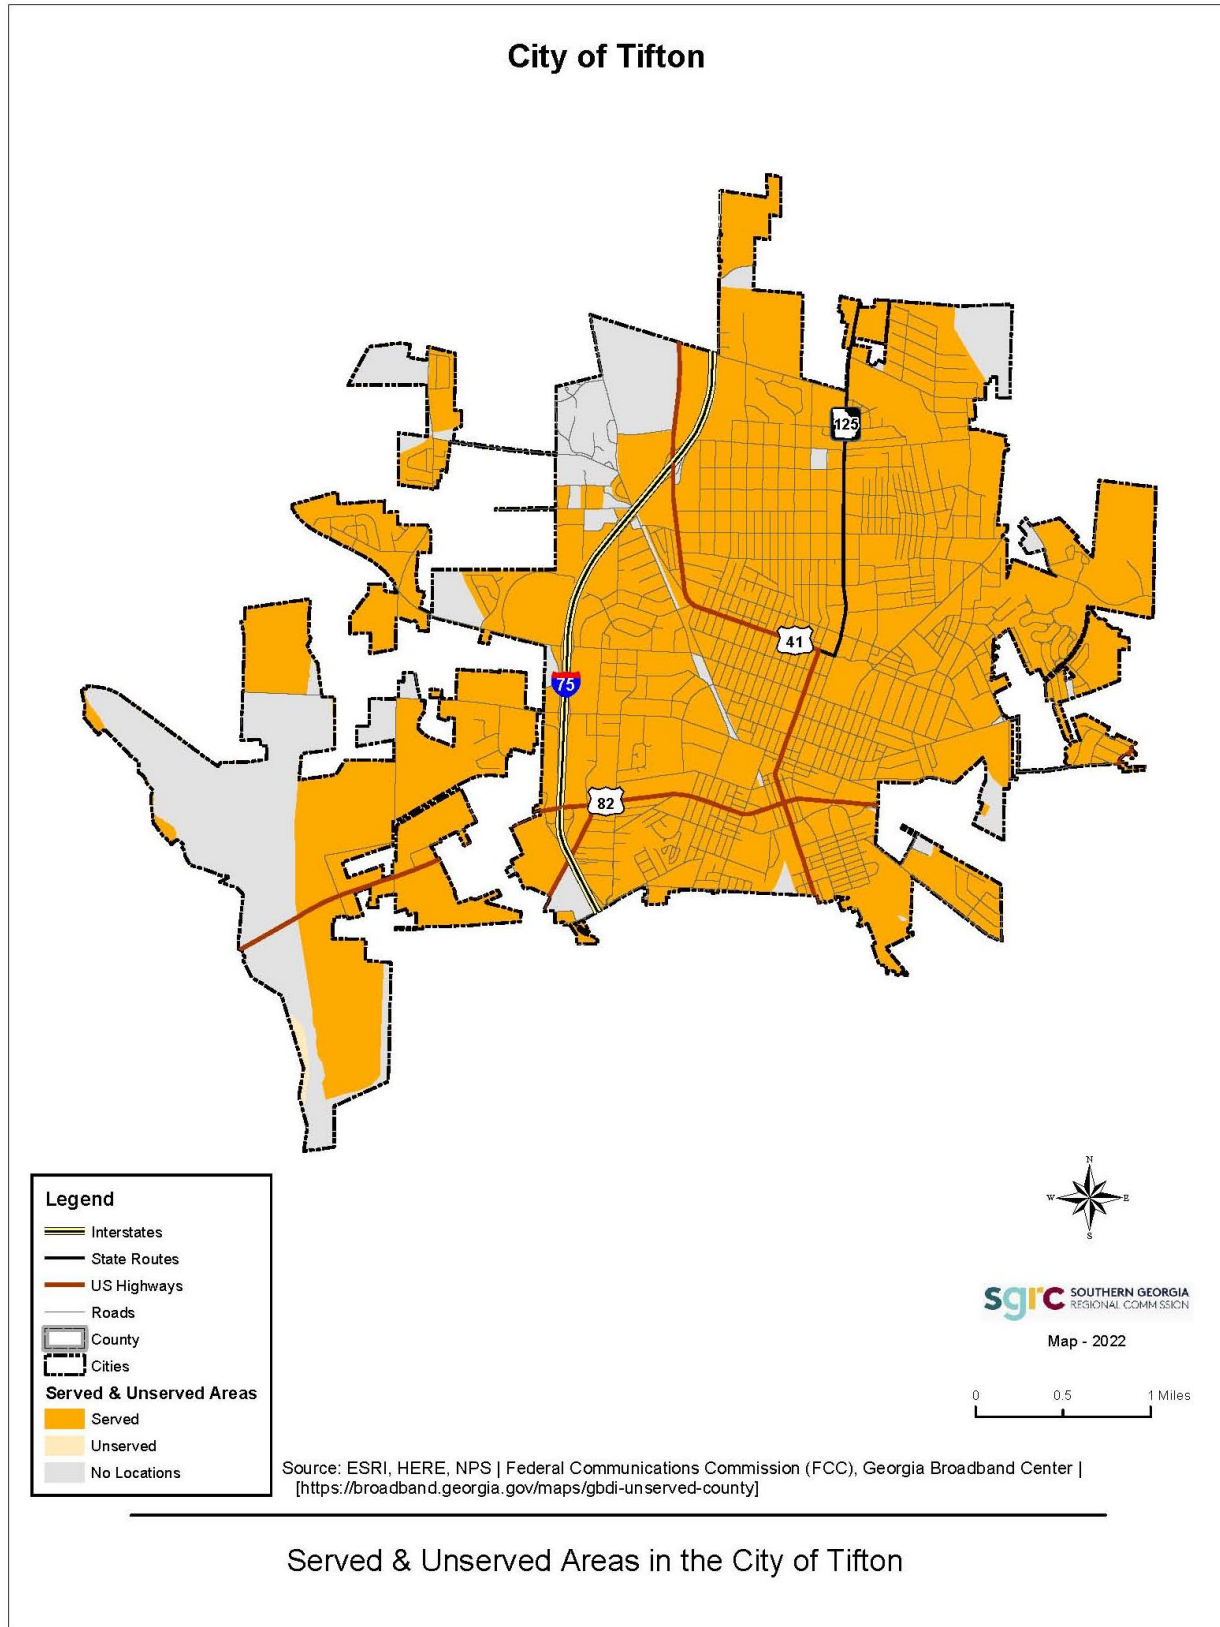 City of Tifton
125
41
75
82
N
W
E
S
Legend
Interstates
State Routes
US Highways
Roads
County
Cities
Served & Unserved Areas
Served
Unserved
No Locations
sgrc
SOUTHERN GEORGIA
REGIONAL COMMISSION
Map - 2022
0 0.5 1 Miles
Source: ESRI, HERE, NPS | Federal Communications Commission (FCC), Georgia Broadband Center |
[https://broadband.georgia.gov/maps/gbdi-unserved-county]
Served & Unserved Areas in the City of Tifton